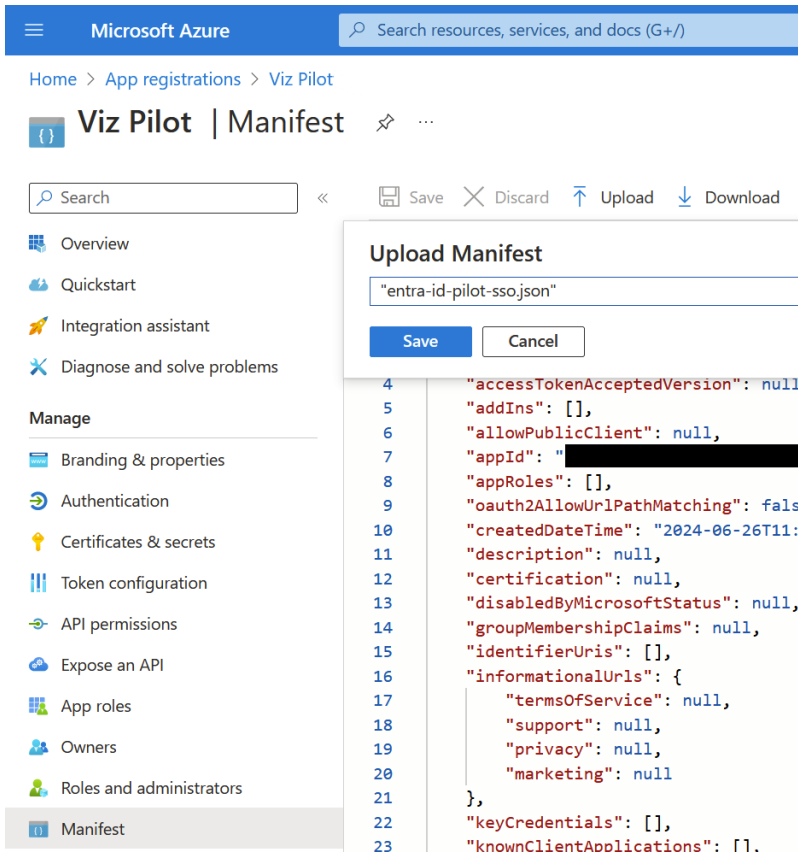 Microsoft Azure
Search resources, services, and docs (G+/)
Home > App registrations > Viz Pilot
Viz Pilot | Manifest
Search
Save Discard Upload Download
Overview
Quickstart
Integration assistant
Diagnose and solve problems
Manage
Branding & properties
Authentication
Certificates & secrets
Token configuration
API permissions
Expose an API
App roles
Owners
Roles and administrators
Manifest
Upload Manifest
"entra-id-pilot-sso.json"
Save Cancel
4 "accessTokenAcceptedVersion": null
5 "addIns": [],
6 "allowPublicClient": null,
7 "appId": "
8 "appRoles": [],
9 "oauth2AllowUrlPathMatching": fals
10 "createdDateTime": "2024-06-26T11:
11 "description": null,
12 "certification": null,
13 "disabledByMicrosoftStatus": null,
14 "groupMembershipClaims": null,
15 "identifierUris": [],
16 "informationalUrls": {
17 "termsOfService": null,
18 "support": null,
19 "privacy": null,
20 "marketing": null
21 },
22 "keyCredentials": [],
23 "knownClientApplications": [],